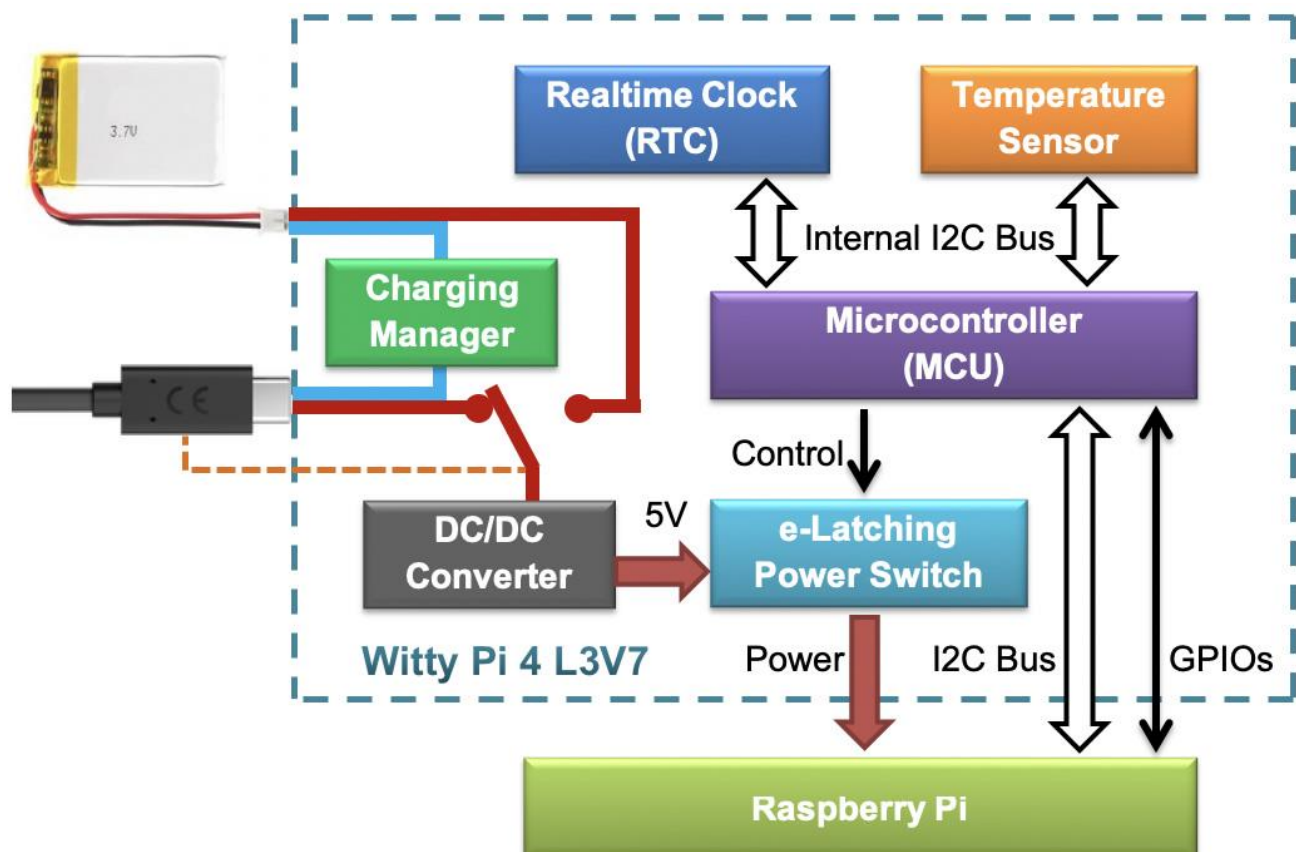 Realtime Clock
(RTC)
Temperature
Sensor
3.7V
Internal I2C Bus
Charging
Manager
Microcontroller
(MCU)
CE
Control
DC/DC
Converter
5V
e-Latching
Power Switch
Witty Pi 4 L3V7
Power
I2C Bus
GPIOs
Raspberry Pi